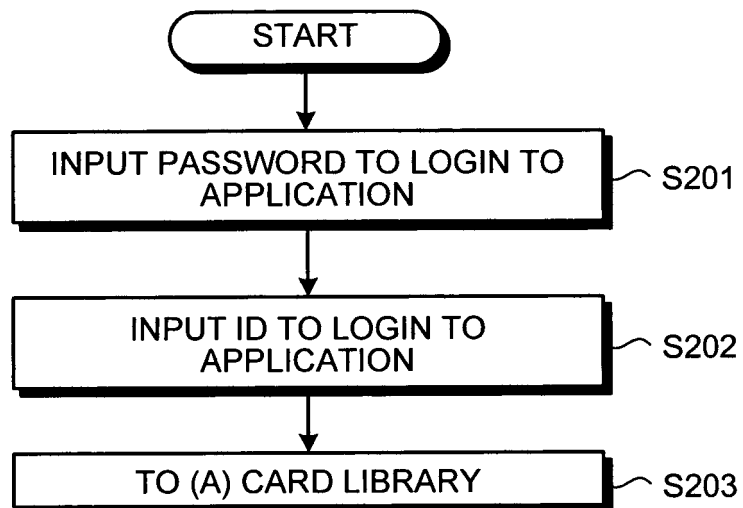 START
INPUT PASSWORD TO LOGIN TO
APPLICATION
S201
INPUT ID TO LOGIN TO
APPLICATION
S202
TO (A) CARD LIBRARY
S203